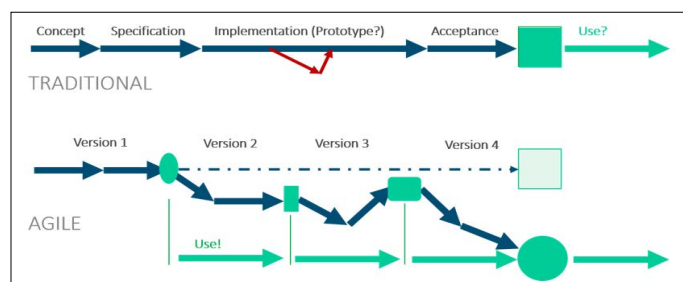 Concept Specification Implementation (Prototype?) Acceptance Use?
TRADITIONAL
Version 1 Version 2 Version 3 Version 4
AGILE
Use!